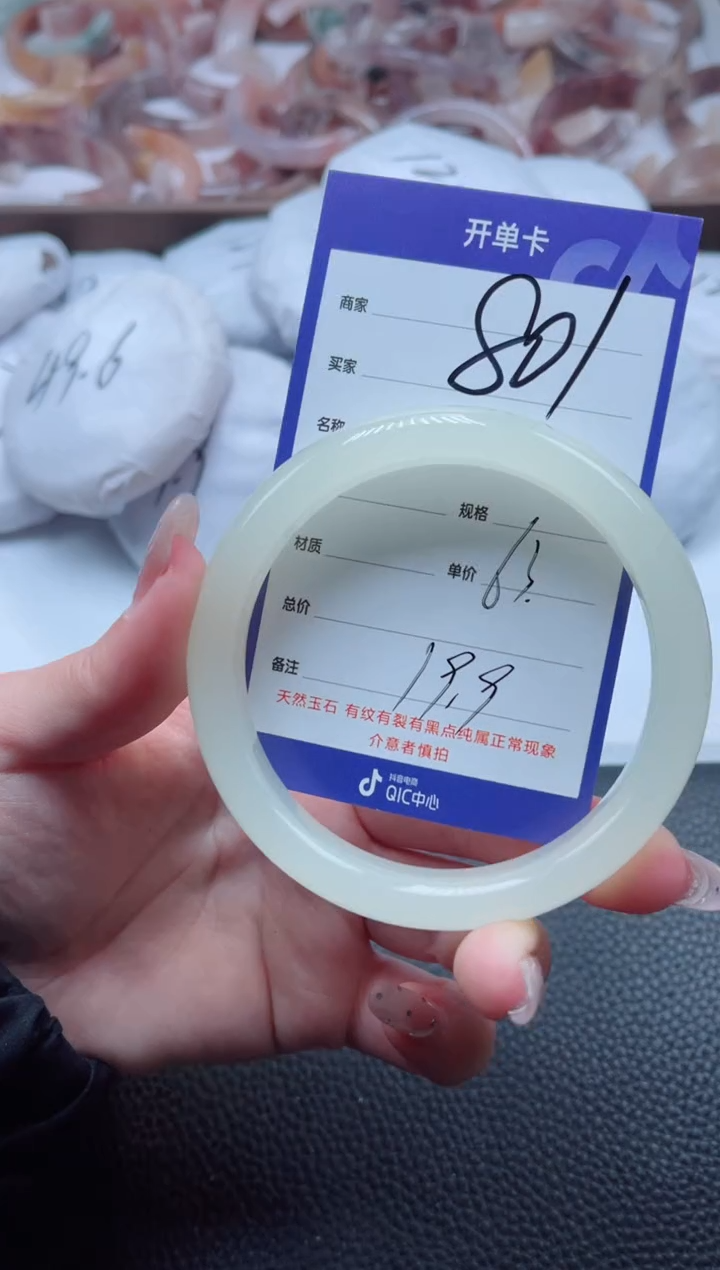 开单卡
商家
801
买家
名称
规格
材质
单价 63.
总价
备注 19.9
天然玉石 有纹有裂有黑点纯属正常现象
介意者慎拍
抖音电商
QIC中心
49.6